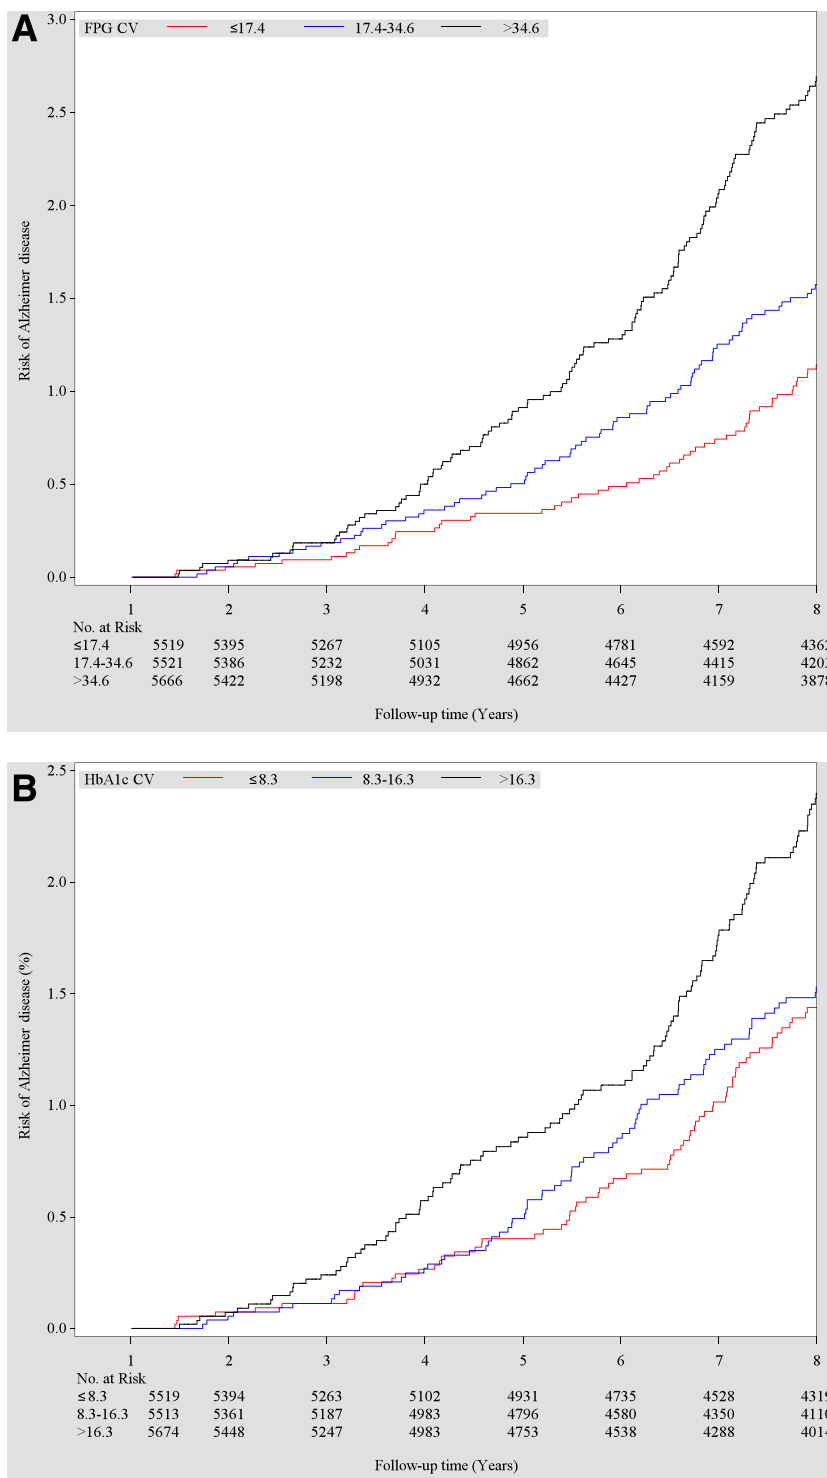 A
FPG CV ≤17.4 17.4-34.6 >34.6
3.0
2.5
2.0
1.5
1.0
0.5
0.0
Risk of Alzheimer disease
1 2 3 4 5 6 7 8
No. at Risk
≤17.4 5519 5395 5267 5105 4956 4781 4592 4362
17.4-34.6 5521 5386 5232 5031 4862 4645 4415 4203
>34.6 5666 5422 5198 4932 4662 4427 4159 3878
Follow-up time (Years)
B
HbA1c CV ≤8.3 8.3-16.3 >16.3
2.5
2.0
1.5
1.0
0.5
0.0
Risk of Alzheimer disease (%)
1 2 3 4 5 6 7 8
No. at Risk
≤8.3 5519 5394 5263 5102 4931 4735 4528 4319
8.3-16.3 5513 5361 5187 4983 4796 4580 4350 4110
>16.3 5674 5448 5247 4983 4753 4538 4288 4014
Follow-up time (Years)